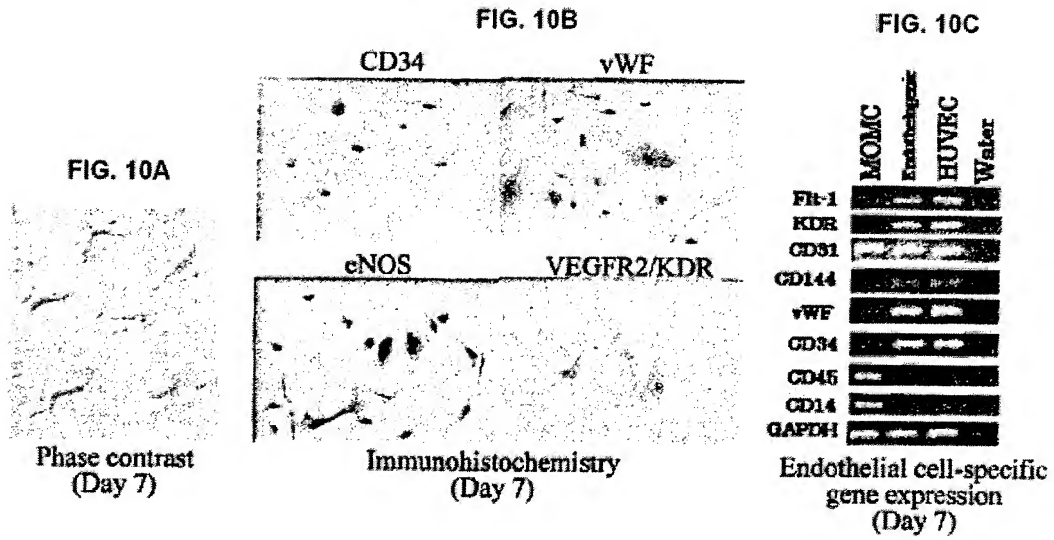 FIG. 10A
Phase contrast
(Day 7)
FIG. 10B
CD34
vWF
eNOS
VEGFR2/KDR
Immunohistochemistry
(Day 7)
FIG. 10C
MOMC
Endotheliogenic
HUVEC
Water
Flt-1
KDR
CD31
CD144
vWF
CD34
CD45
CD14
GAPDH
Endothelial cell-specific
gene expression
(Day 7)